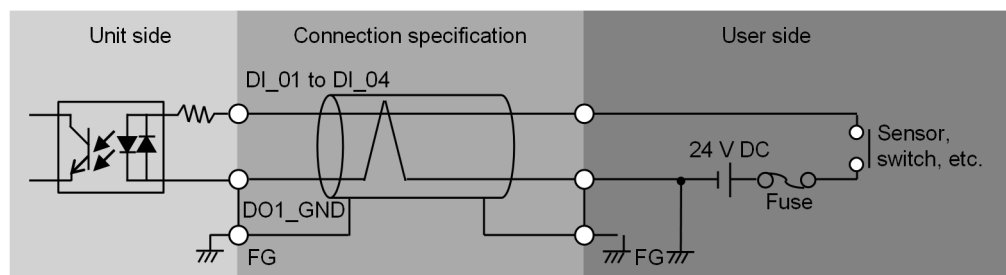 Unit side
Connection specification
User side
DI_01 to DI_04
24 V DC
Sensor,
switch, etc.
Fuse
DO1_GND
FG
FG